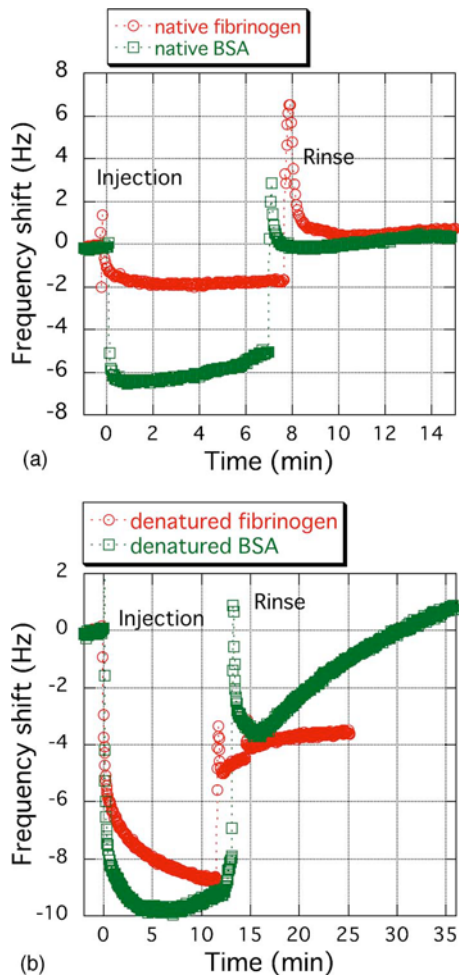 native fibrinogen
native BSA
8
6
4
2
0
-2
-4
-6
-8
Frequency shift (Hz)
Injection
Rinse
0 2 4 6 8 10 12 14
Time (min)
(a)
denatured fibrinogen
denatured BSA
2
0
-2
-4
-6
-8
-10
Frequency shift (Hz)
Injection
Rinse
0 5 10 15 20 25 30 35
Time (min)
(b)